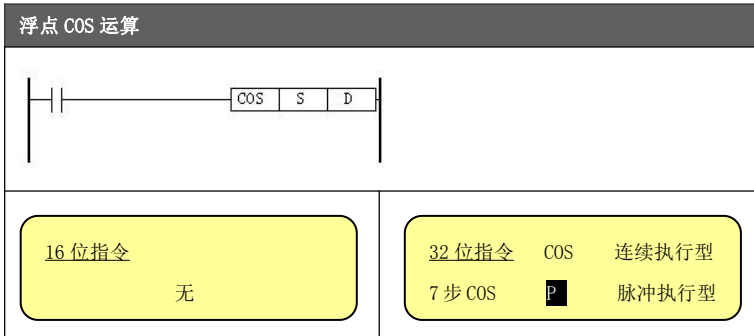 浮点 COS 运算
COS S D
16 位指令
无
32 位指令 COS 连续执行型
7 步 COS P 脉冲执行型